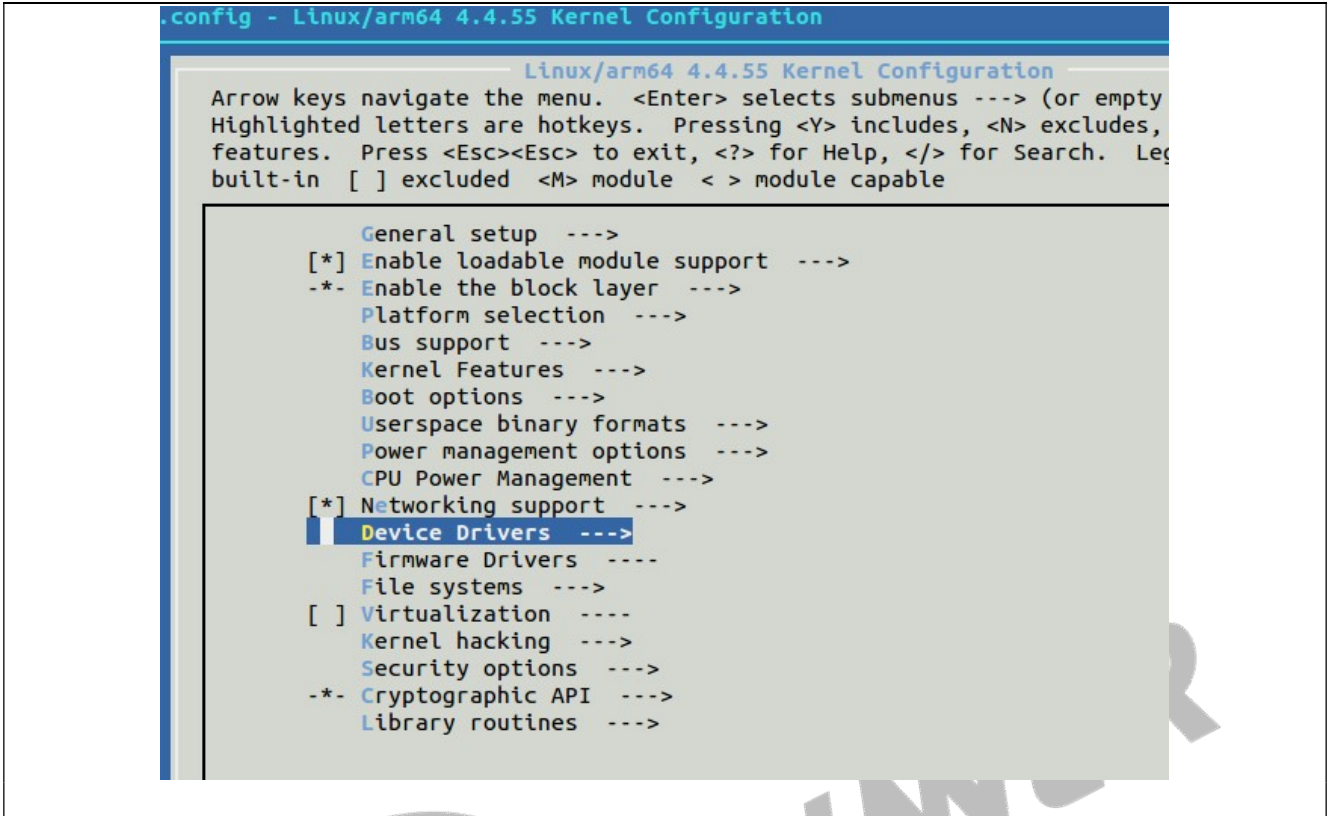 .config - Linux/arm64 4.4.55 Kernel Configuration
Linux/arm64 4.4.55 Kernel Configuration
Arrow keys navigate the menu.  <Enter> selects submenus ---> (or empty
Highlighted letters are hotkeys.  Pressing <Y> includes, <N> excludes,
features.  Press <Esc><Esc> to exit, <?> for Help, </> for Search.  Leg
built-in  [ ] excluded  <M> module  < > module capable
General setup  --->
[*] Enable loadable module support  --->
-*- Enable the block layer  --->
Platform selection  --->
Bus support  --->
Kernel Features  --->
Boot options  --->
Userspace binary formats  --->
Power management options  --->
CPU Power Management  --->
[*] Networking support  --->
Device Drivers  --->
Firmware Drivers  ----
File systems  --->
[ ] Virtualization  ----
Kernel hacking  --->
Security options  --->
-*- Cryptographic API  --->
Library routines  --->